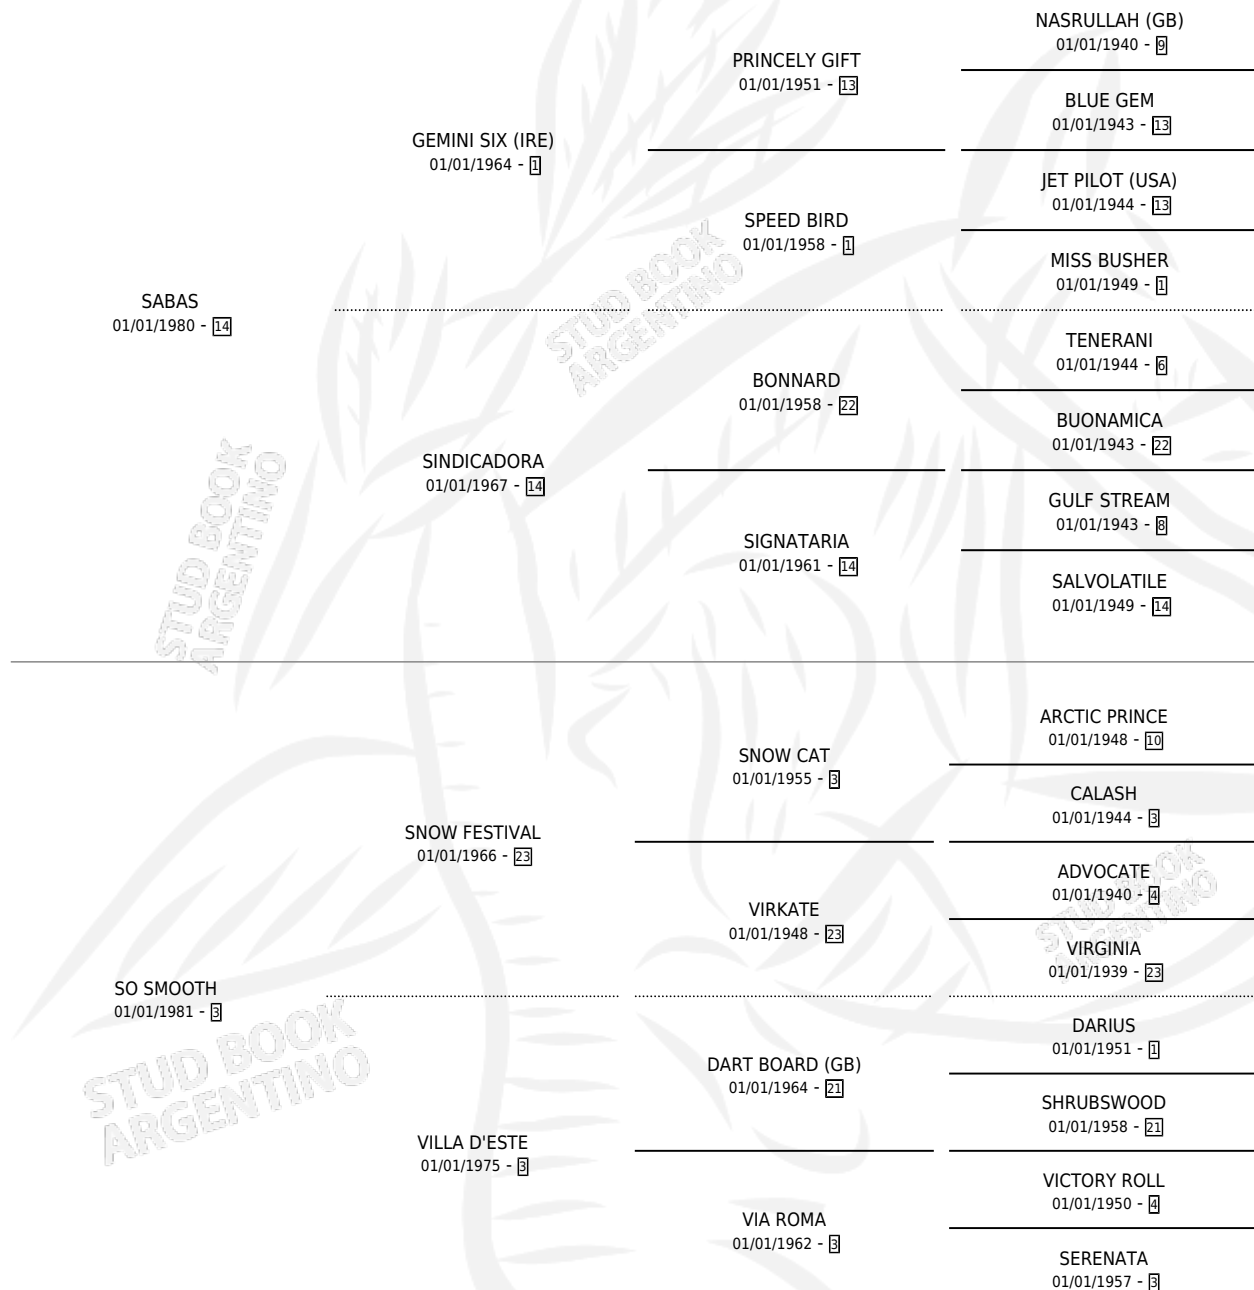 NASRULLAH (GB)
01/01/1940 - 9
PRINCELY GIFT
01/01/1951 - 13
BLUE GEM
01/01/1943 - 13
GEMINI SIX (IRE)
01/01/1964 - 1
JET PILOT (USA)
01/01/1944 - 13
SPEED BIRD
01/01/1958 - 1
MISS BUSHER
01/01/1949 - 1
SABAS
01/01/1980 - 14
STUD BOOK
ARGENTINO
TENERANI
01/01/1944 - 6
BONNARD
01/01/1958 - 22
BUONAMICA
01/01/1943 - 22
SINDICADORA
01/01/1967 - 14
GULF STREAM
01/01/1943 - 8
SIGNATARIA
01/01/1961 - 14
SALVOLATILE
01/01/1949 - 14
STUD BOOK
ARGENTINO
ARCTIC PRINCE
01/01/1948 - 10
SNOW CAT
01/01/1955 - 3
CALASH
01/01/1944 - 3
SNOW FESTIVAL
01/01/1966 - 23
ADVOCATE
01/01/1940 - 4
VIRKATE
01/01/1948 - 23
VIRGINIA
01/01/1939 - 23
STUD BOOK
ARGENTINO
SO SMOOTH
01/01/1981 - 3
STUD BOOK
ARGENTINO
DARIUS
01/01/1951 - 1
DART BOARD (GB)
01/01/1964 - 21
SHRUBSWOOD
01/01/1958 - 21
VILLA D'ESTE
01/01/1975 - 3
VICTORY ROLL
01/01/1950 - 4
VIA ROMA
01/01/1962 - 3
SERENATA
01/01/1957 - 3